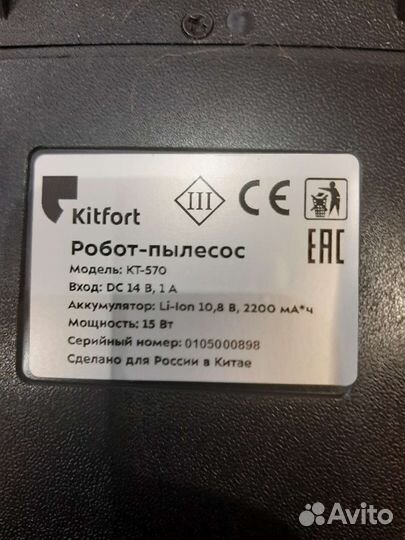 Kitfort
III
CE
EAC
Робот-пылесос
Модель: КТ-570
Вход: DC 14 В, 1 А
Аккумулятор: Li-Ion 10,8 В, 2200 мА*ч
Мощность: 15 Вт
Серийный номер: 0105000898
Сделано для России в Китае
Avito